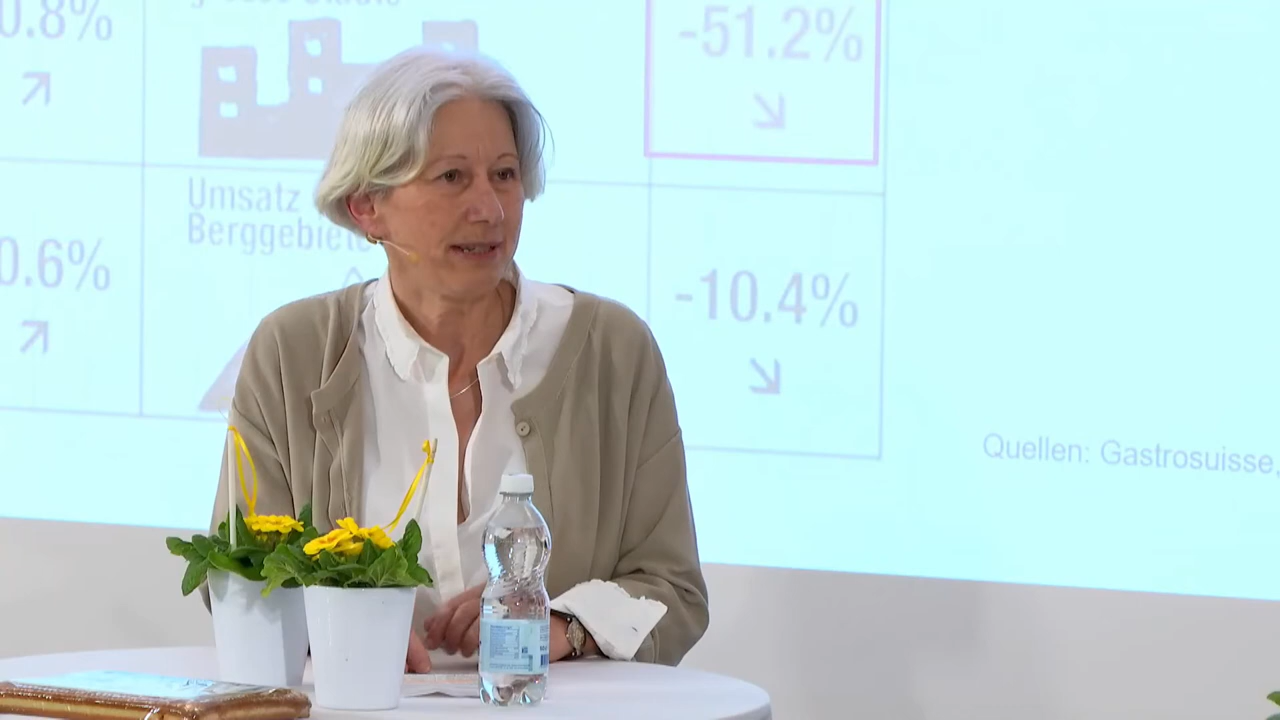 0.8%
-51.2%
Umsatz
Berggebiete
0.6%
-10.4%
Quellen: Gastrosuisse,